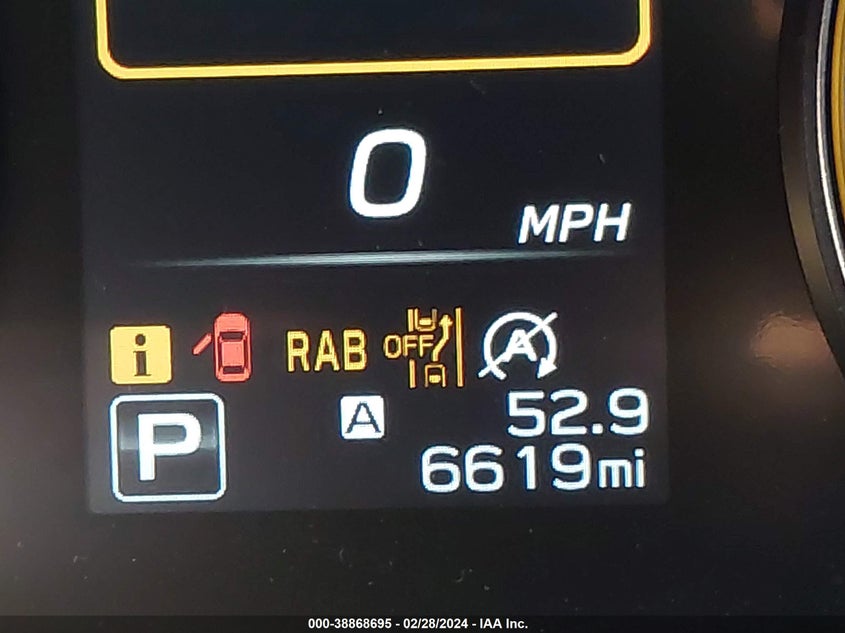 0
MPH
i
RAB
OFF
A
P
A
52.9
6619mi
000-38868695 - 02/28/2024 - IAA Inc.